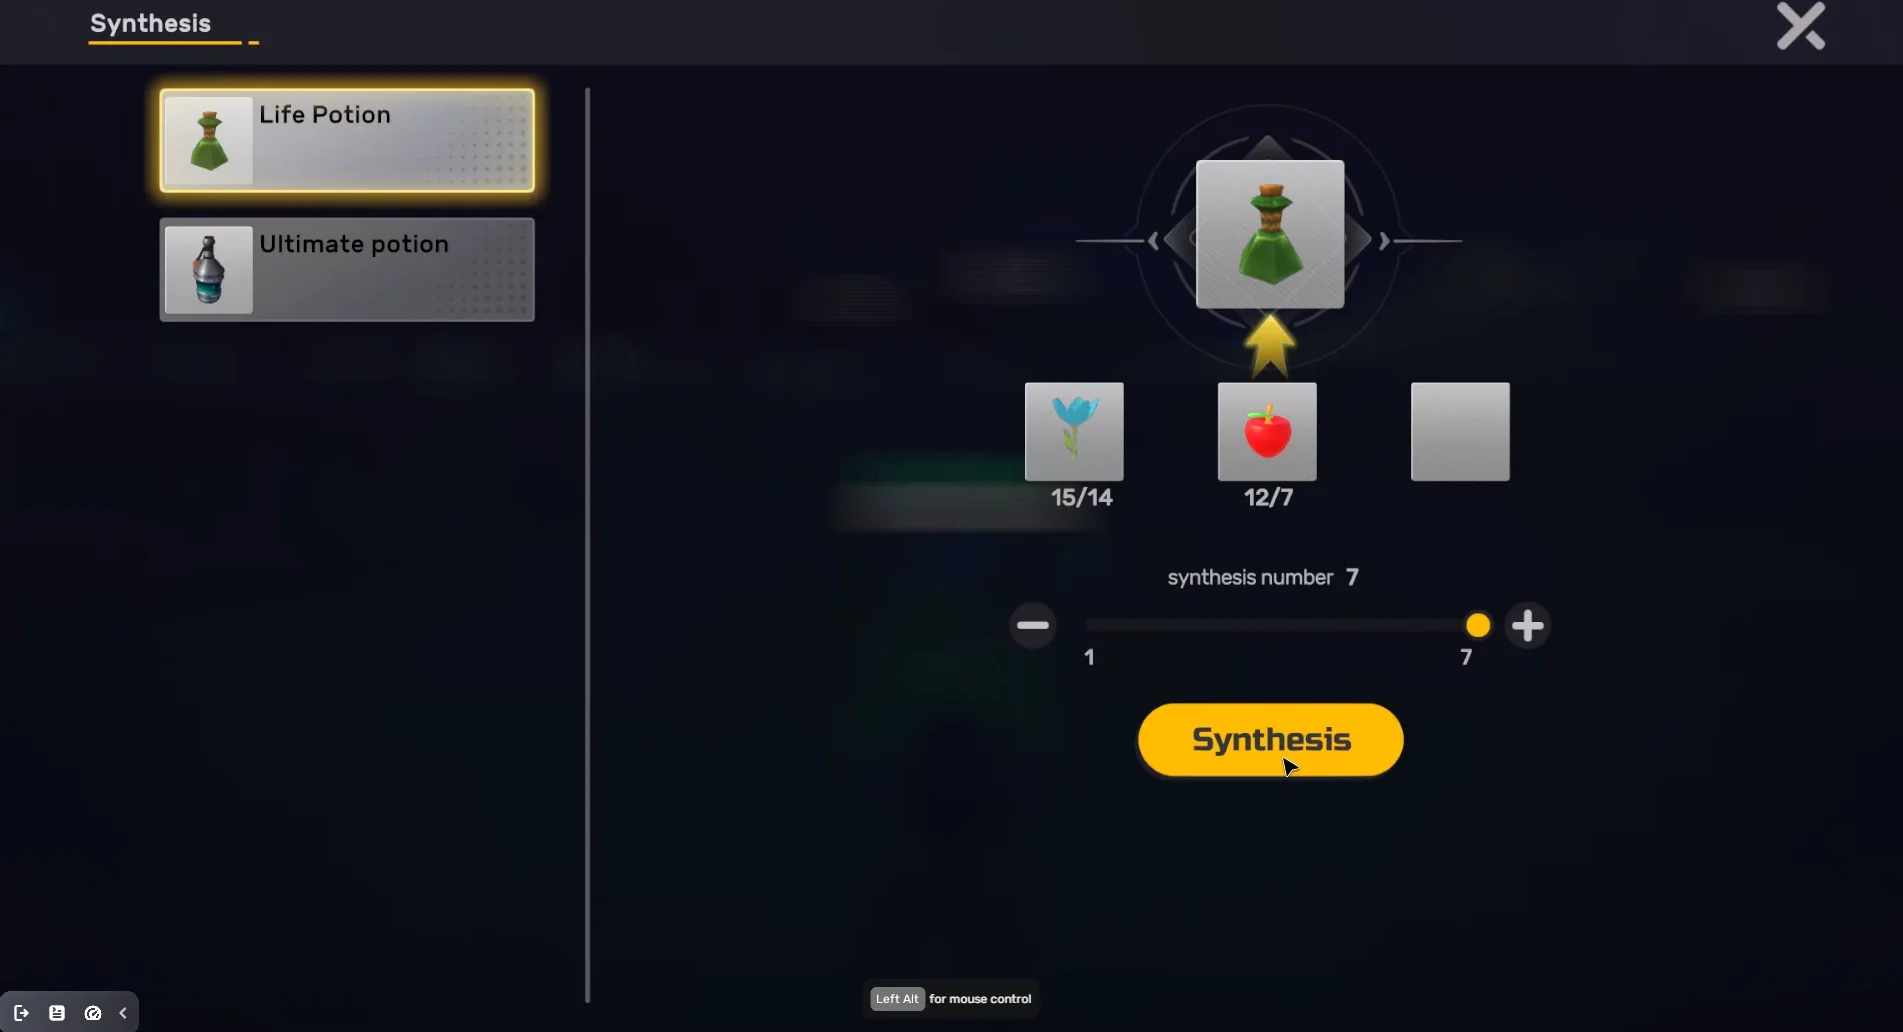 Synthesis
Life Potion
Ultimate potion
15/14
12/7
synthesis number 7
1
7
Synthesis
Left Alt for mouse control